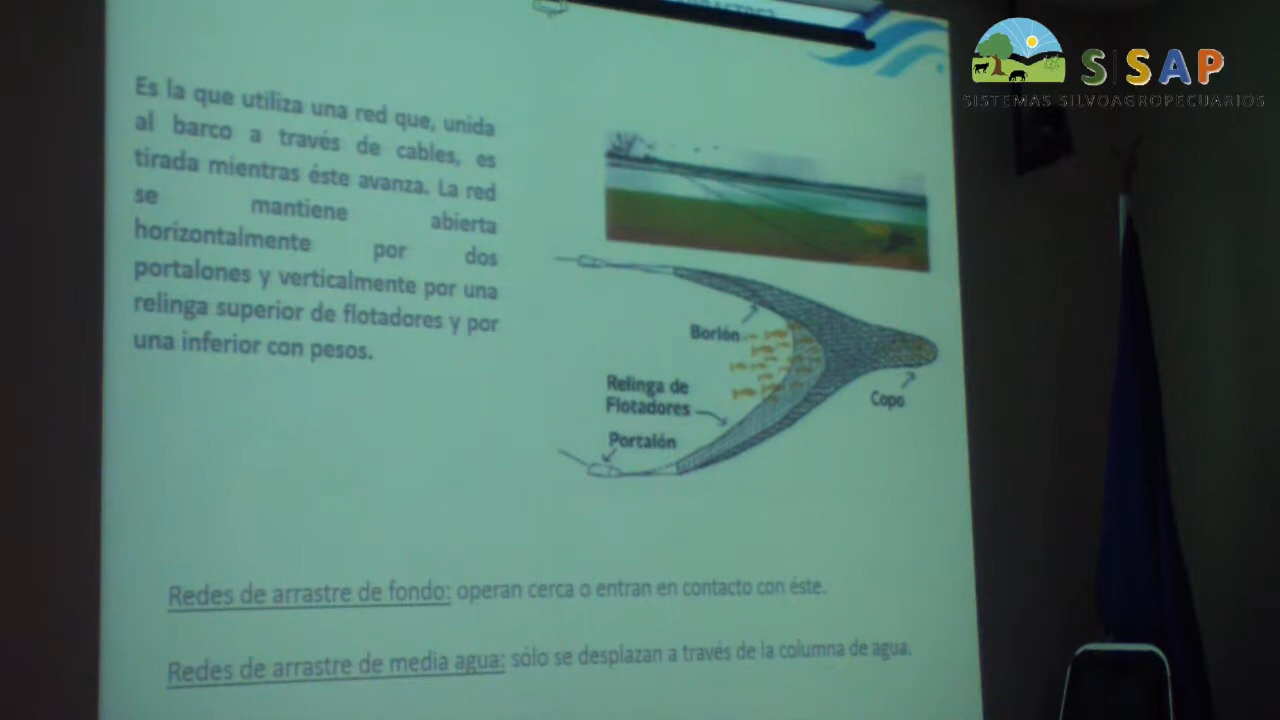 Es la que utiliza una red que, unida
al barco a través de cables, es
tirada mientras éste avanza. La red
se mantiene abierta
horizontalmente por dos
portalones y verticalmente por una
relinga superior de flotadores y por
una inferior con pesos.
Borlón
Relinga de
Flotadores
Portalón
Copo
Redes de arrastre de fondo: operan cerca o entran en contacto con éste.
Redes de arrastre de media agua: sólo se desplazan a través de la columna de agua.
SISAP
SISTEMAS SILVOAGROPECUARIOS